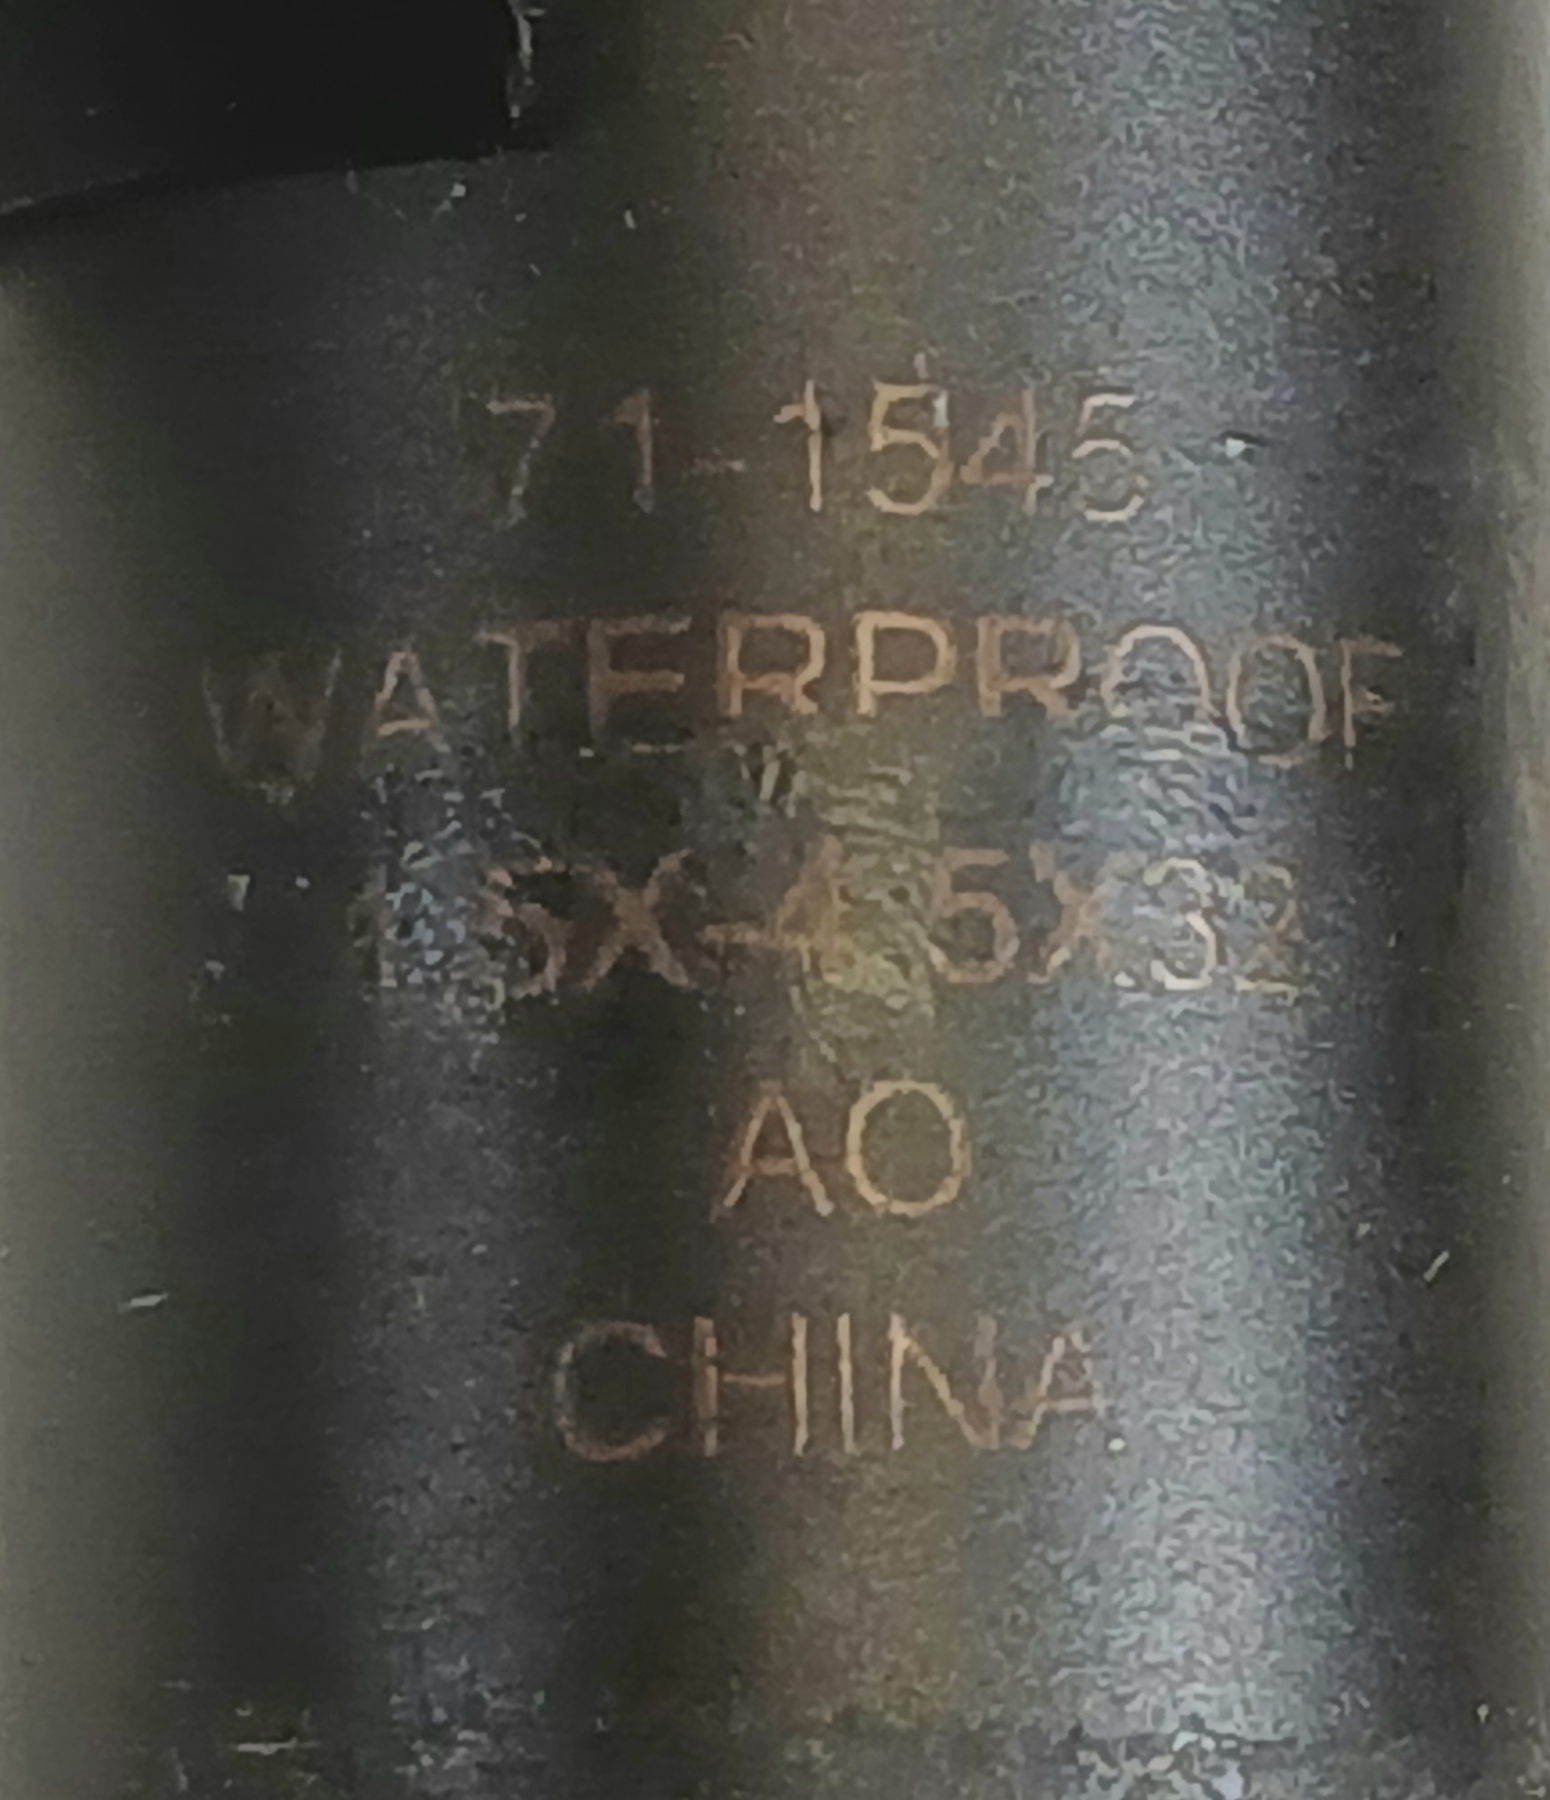 71-1545
WATERPROOF
1.5X-4.5X32
AO
CHINA